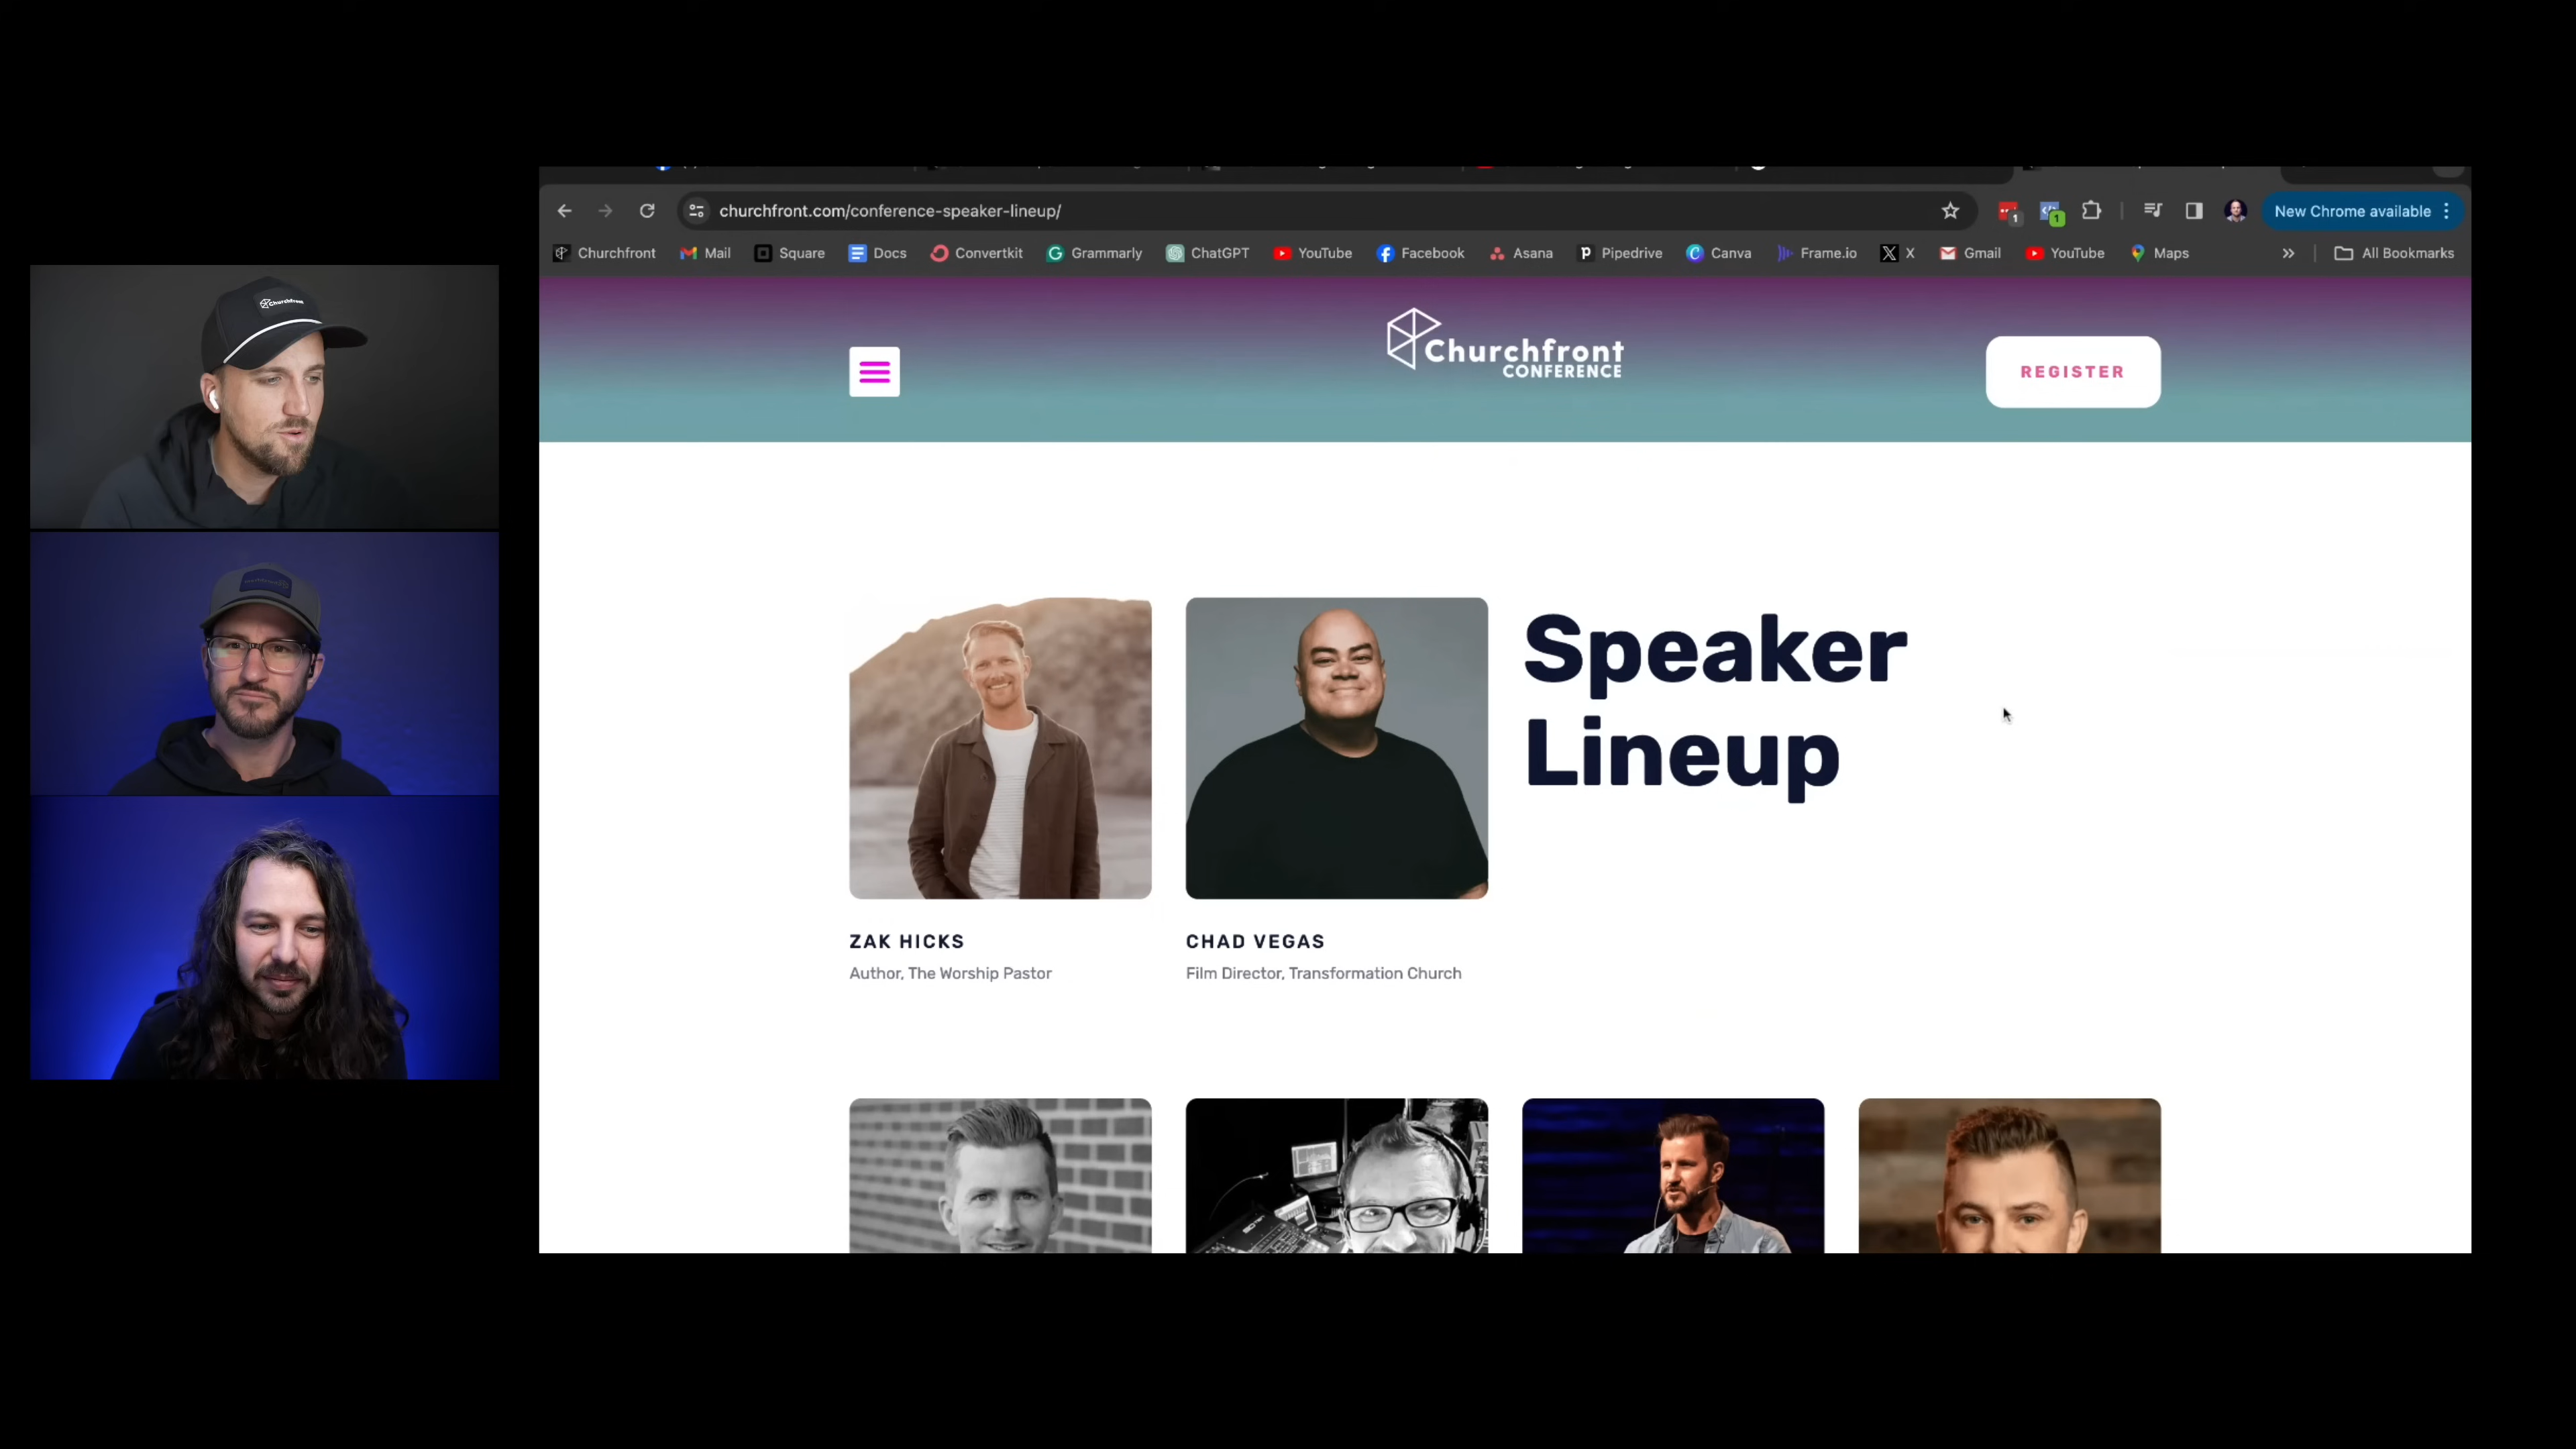 churchfront.com/conference-speaker-lineup/
New Chrome available
Churchfront
Mail
Square
Docs
Convertkit
Grammarly
ChatGPT
YouTube
Facebook
Asana
Pipedrive
Canva
Frame.io
X
Gmail
YouTube
Maps
All Bookmarks
Churchfront
Churchfront
CONFERENCE
REGISTER
Speaker
Lineup
ZAK HICKS
Author, The Worship Pastor
CHAD VEGAS
Film Director, Transformation Church